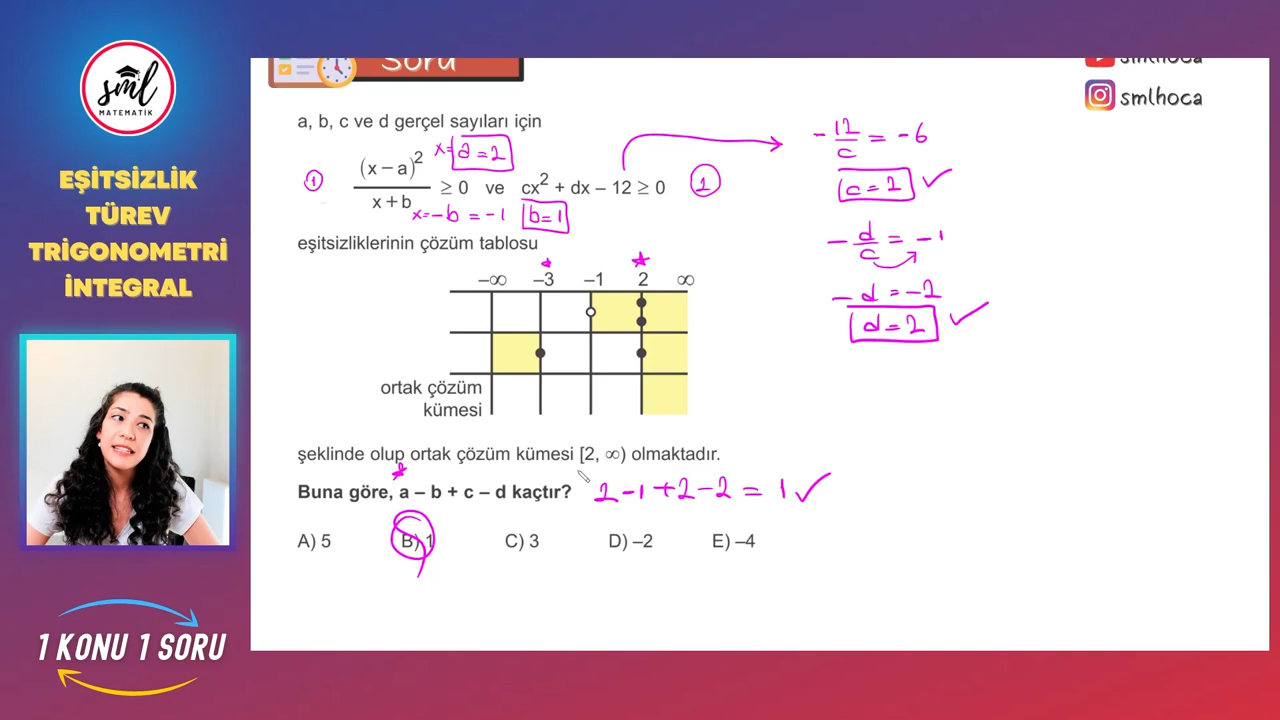 sml
MATEMATİK
EŞİTSİZLİK
TÜREV
TRİGONOMETRİ
İNTEGRAL
1 KONU 1 SORU
Soru
smlhoca
smlhoca
a, b, c ve d gerçel sayıları için
x= a = 2
1 (x – a)² / x + b ≥ 0 ve cx² + dx – 12 ≥ 0 2
x = -b = -1 b=1
eşitsizliklerinin çözüm tablosu
–∞ –3 –1 2 ∞
ortak çözüm
kümesi
şeklinde olup ortak çözüm kümesi [2, ∞) olmaktadır.
Buna göre, a – b + c – d kaçtır? 2 - 1 + 2 - 2 = 1 ✓
A) 5 B) 1 C) 3 D) –2 E) –4
- 12/c = -6
c = 2 ✓
- d/c = -1
- d = -2
d = 2 ✓